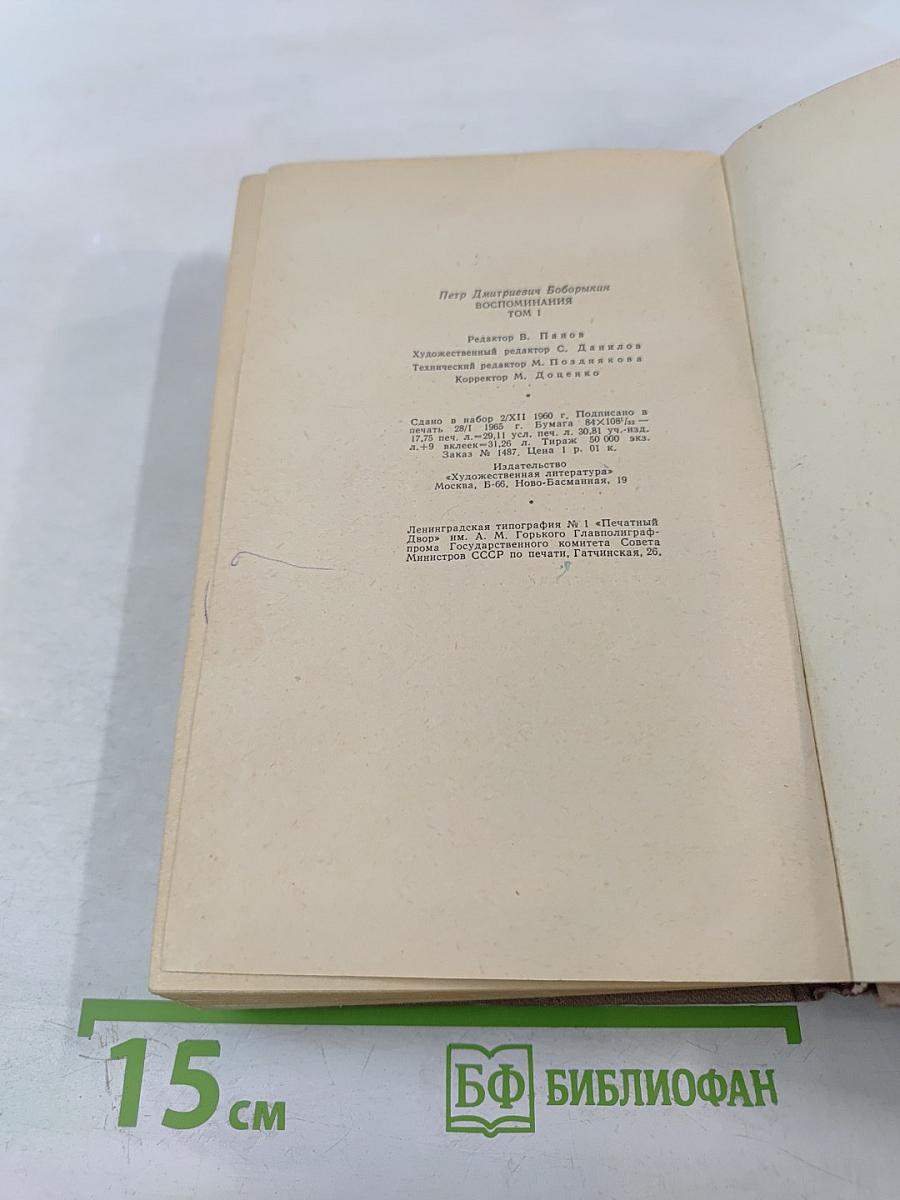 Петр Дмитриевич Боборыкин
ВОСПОМИНАНИЯ
ТОМ 1
Редактор В. Панов
Художественный редактор С. Данилов
Технический редактор М. Позднякова
Корректор М. Доценко
Сдано в набор 2/XII 1960 г. Подписано в
печать 28/I 1965 г. Бумага 84×108¹/₃₂—
17,75 печ. л.=29,11 усл. печ. л. 30,81 уч.-изд.
л.+9 вклеек=31,26 л. Тираж 50 000 экз.
Заказ № 1487. Цена 1 р. 01 к.
Издательство
«Художественная литература»
Москва, Б-66, Ново-Басманная, 19
Ленинградская типография № 1 «Печатный
Двор» им. А. М. Горького Главполиграф-
прома Государственного комитета Совета
Министров СССР по печати, Гатчинская, 26.
15 см
БФ БИБЛИОФАН